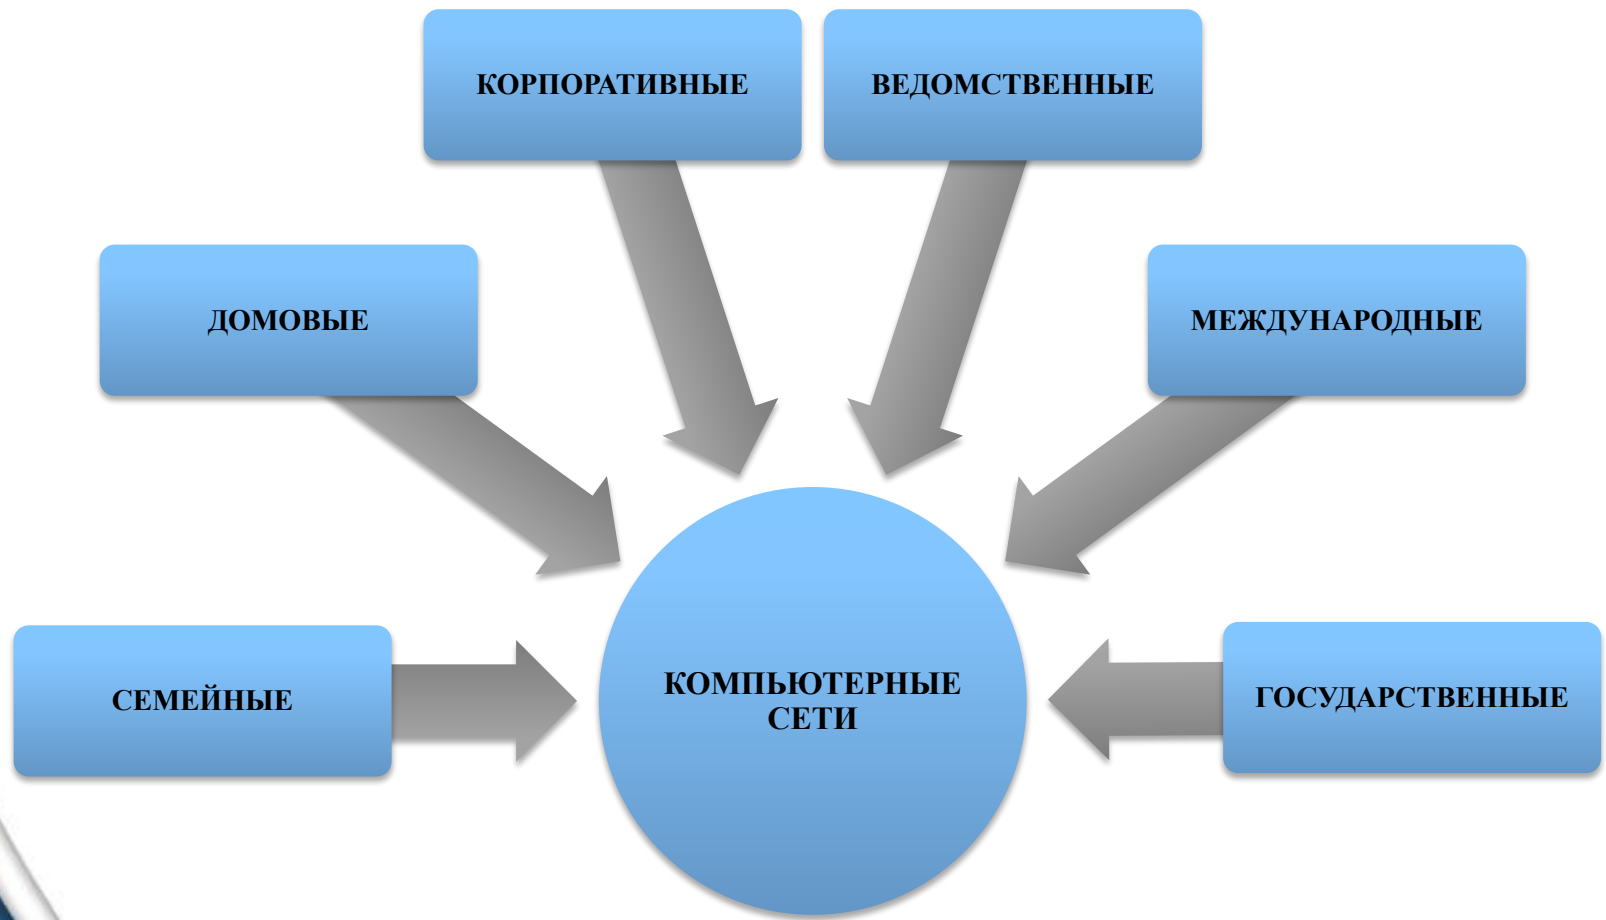 КОРПОРАТИВНЫЕ
ВЕДОМСТВЕННЫЕ
ДОМОВЫЕ
МЕЖДУНАРОДНЫЕ
СЕМЕЙНЫЕ
КОМПЬЮТЕРНЫЕ
СЕТИ
ГОСУДАРСТВЕННЫЕ